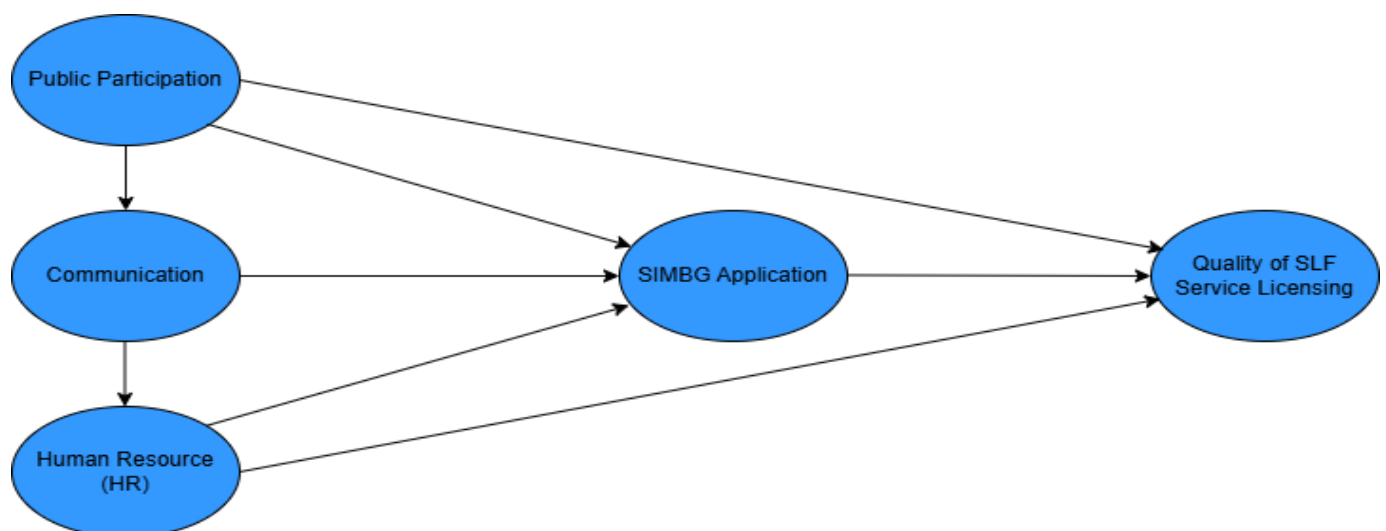 Public Participation
Communication
SIMBG Application
Quality of SLF
Service Licensing
Human Resource
(HR)